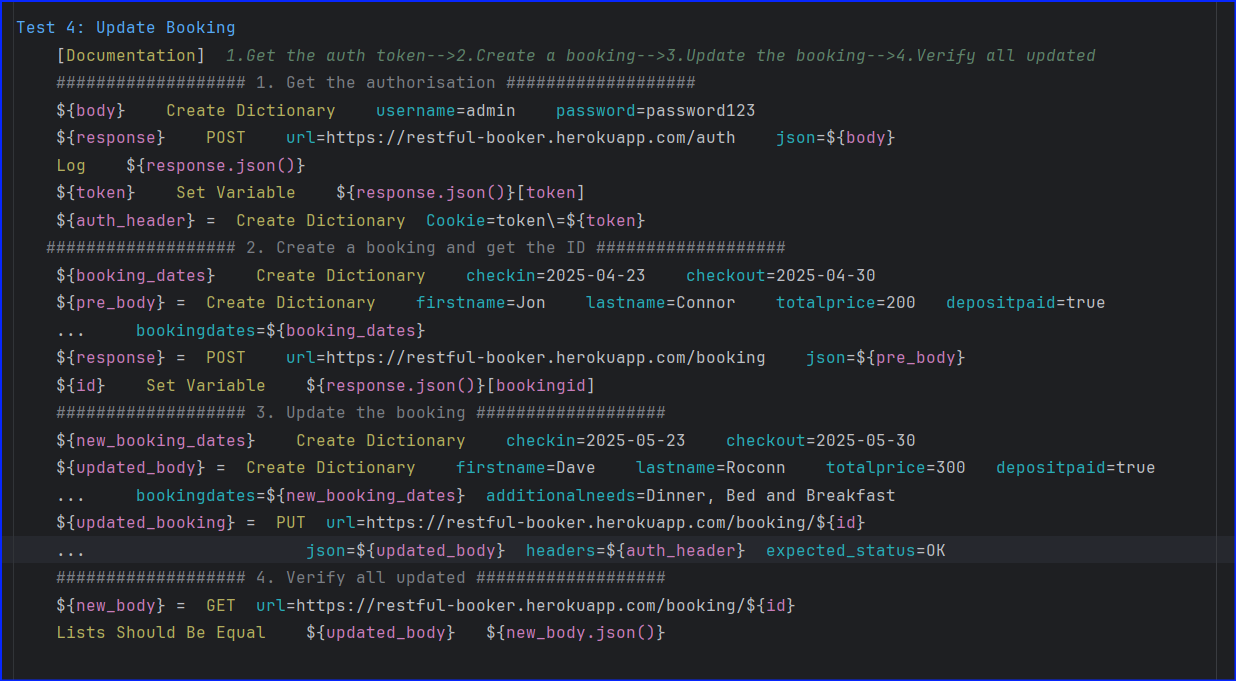 Test 4: Update Booking
[Documentation]  1.Get the auth token-->2.Create a booking-->3.Update the booking-->4.Verify all updated
################### 1. Get the authorisation ###################
${body}    Create Dictionary    username=admin    password=password123
${response}    POST    url=https://restful-booker.herokuapp.com/auth    json=${body}
Log    ${response.json()}
${token}    Set Variable    ${response.json()}[token]
${auth_header} =  Create Dictionary  Cookie=token\=${token}
################### 2. Create a booking and get the ID ###################
${booking_dates}    Create Dictionary    checkin=2025-04-23    checkout=2025-04-30
${pre_body} =  Create Dictionary    firstname=Jon    lastname=Connor    totalprice=200   depositpaid=true
...     bookingdates=${booking_dates}
${response} =  POST    url=https://restful-booker.herokuapp.com/booking    json=${pre_body}
${id}    Set Variable    ${response.json()}[bookingid]
################### 3. Update the booking ###################
${new_booking_dates}    Create Dictionary    checkin=2025-05-23    checkout=2025-05-30
${updated_body} =  Create Dictionary    firstname=Dave    lastname=Roconn    totalprice=300   depositpaid=true
...     bookingdates=${new_booking_dates}  additionalneeds=Dinner, Bed and Breakfast
${updated_booking} =  PUT  url=https://restful-booker.herokuapp.com/booking/${id}
...                      json=${updated_body}  headers=${auth_header}  expected_status=OK
################### 4. Verify all updated ###################
${new_body} =  GET  url=https://restful-booker.herokuapp.com/booking/${id}
Lists Should Be Equal    ${updated_body}   ${new_body.json()}